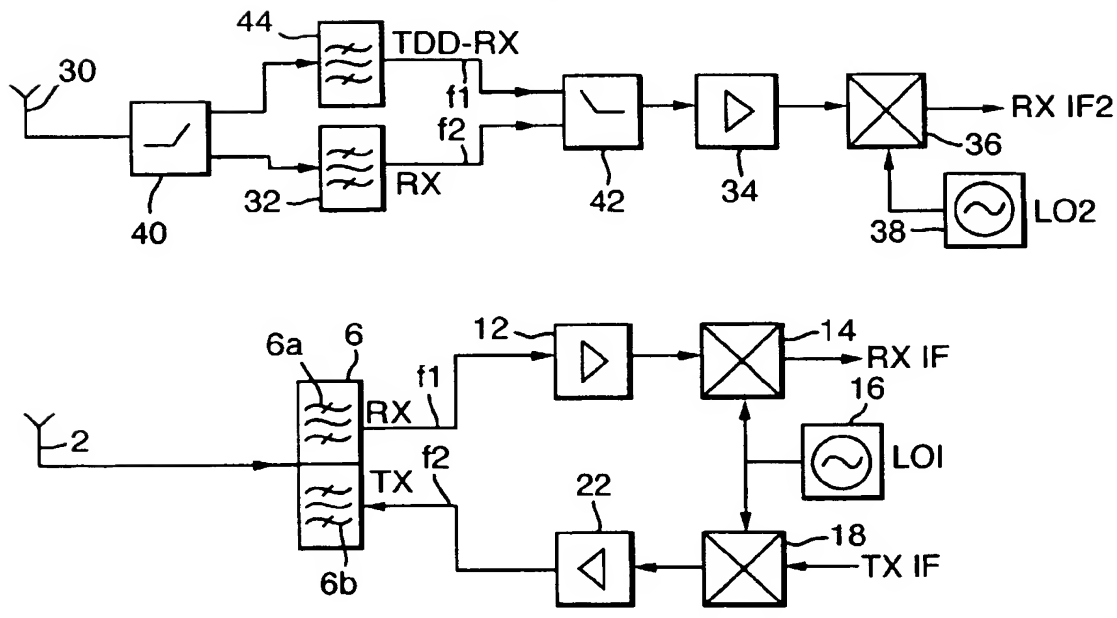 44
TDD-RX
30
f1
RX IF2
f2
36
RX
40
32
42
34
38
LO2
6
12
14
6a
f1
RX IF
RX
16
2
f2
TX
22
LO1
18
TX IF
6b